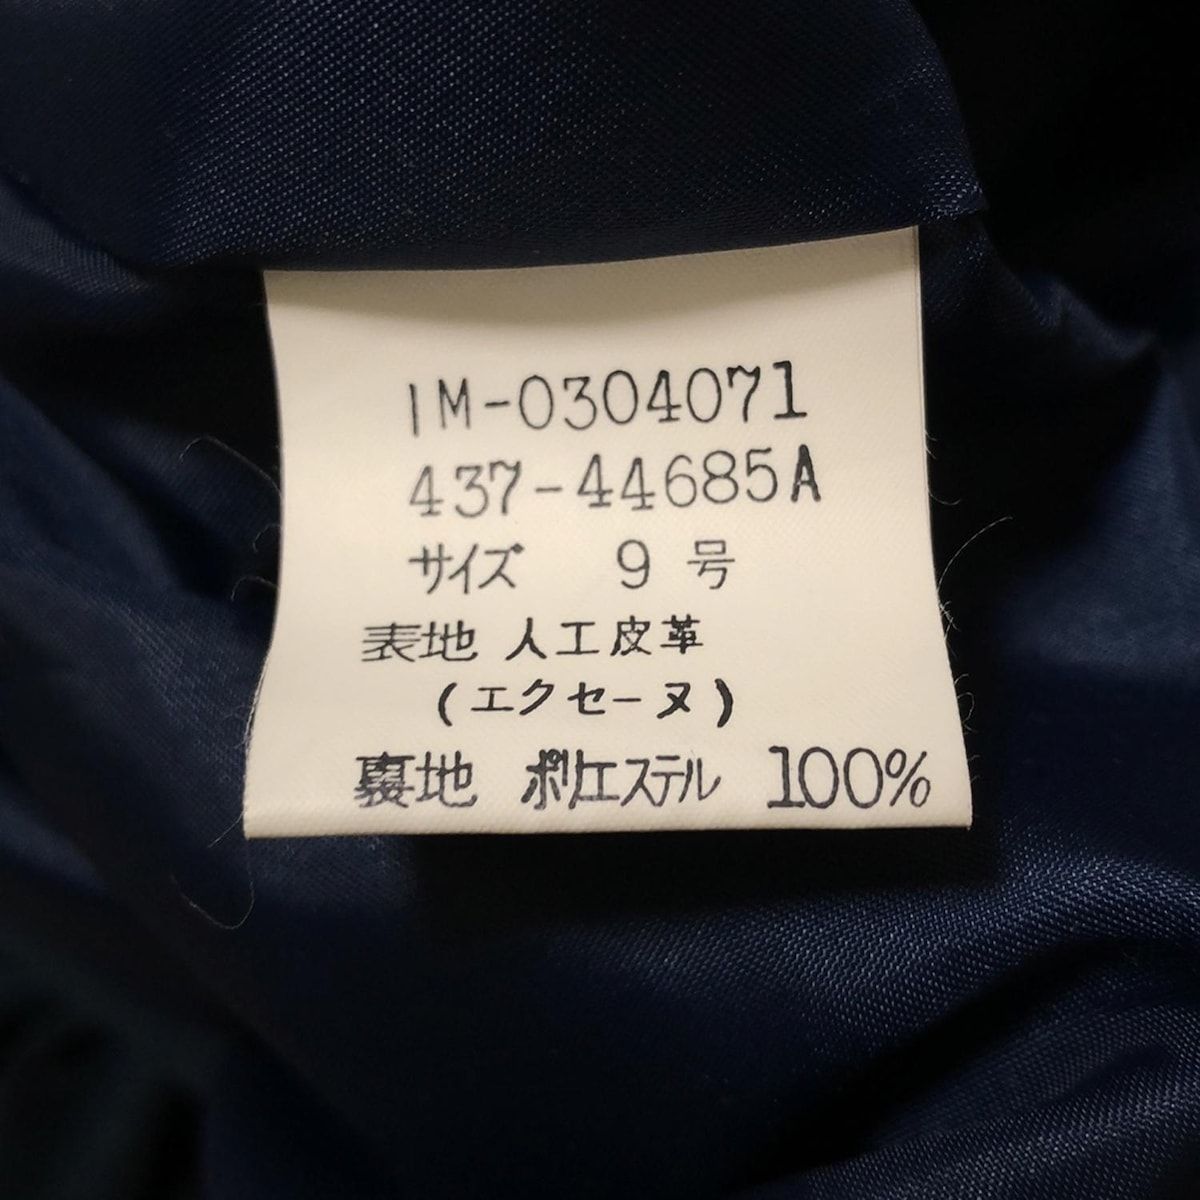 IM-0304071
437-44685A
サイズ 9 号
表地 人工皮革
(エクセーヌ)
裏地 ポリエステル 100%